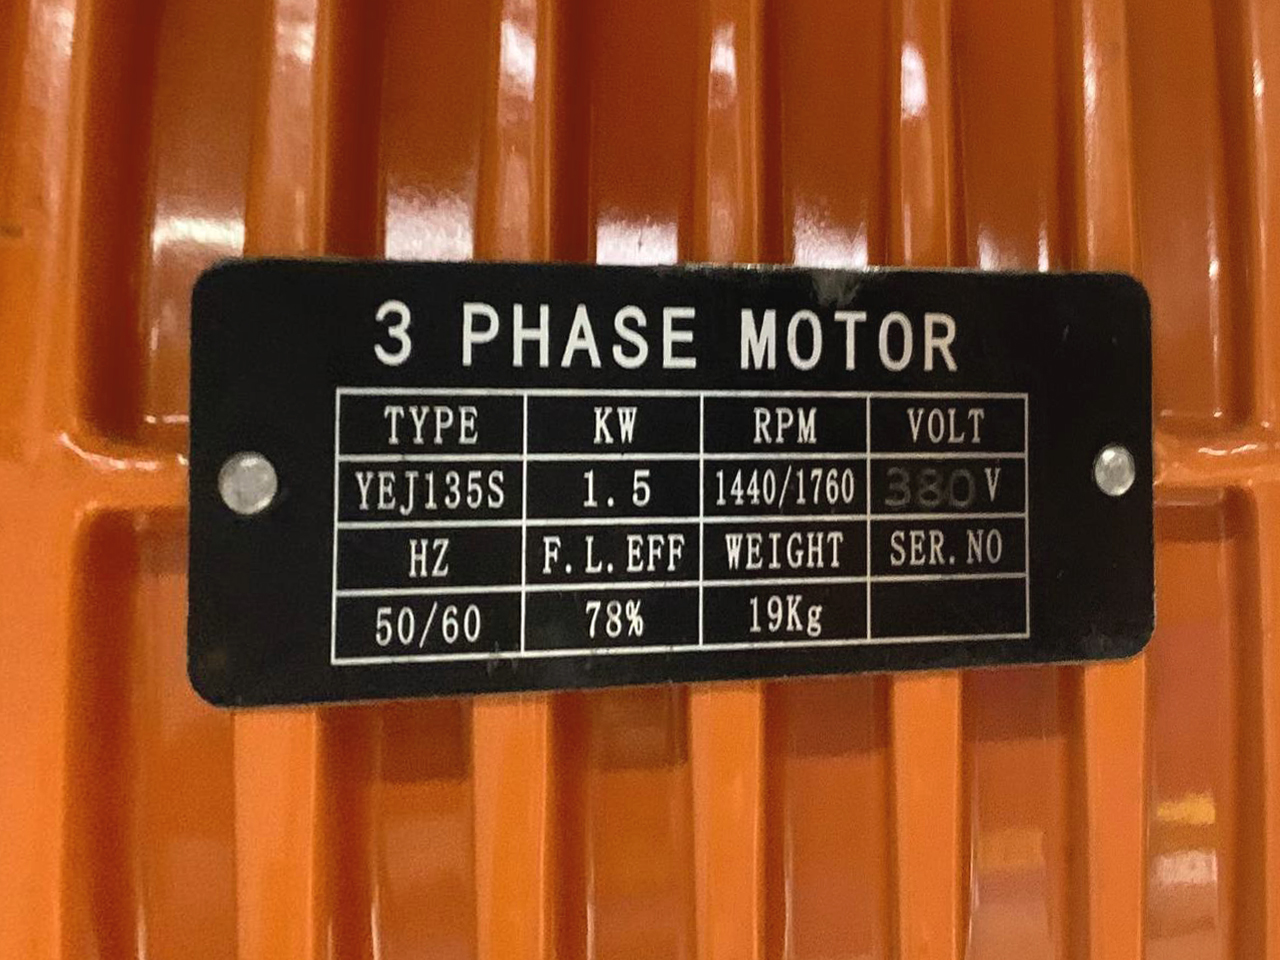 3 PHASE MOTOR
TYPE KW RPM VOLT
YEJ135S 1.5 1440/1760 380V
HZ F.L.EFF WEIGHT SER.NO
50/60 78% 19Kg